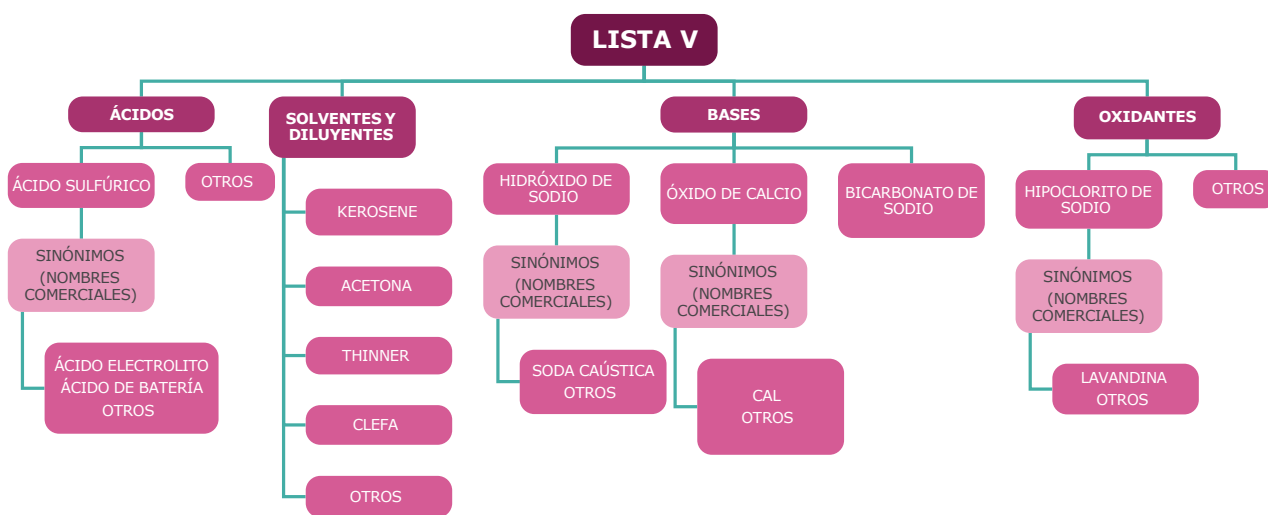 LISTA V
ÁCIDOS
ÁCIDO SULFÚRICO
OTROS
SINÓNIMOS
(NOMBRES
COMERCIALES)
ÁCIDO ELECTROLITO
ÁCIDO DE BATERÍA
OTROS
SOLVENTES Y
DILUYENTES
KEROSENE
ACETONA
THINNER
CLEFA
OTROS
BASES
HIDRÓXIDO DE
SODIO
SINÓNIMOS
(NOMBRES
COMERCIALES)
SODA CAÚSTICA
OTROS
ÓXIDO DE CALCIO
SINÓNIMOS
(NOMBRES
COMERCIALES)
CAL
OTROS
BICARBONATO DE
SODIO
OXIDANTES
HIPOCLORITO DE
SODIO
OTROS
SINÓNIMOS
(NOMBRES
COMERCIALES)
LAVANDINA
OTROS